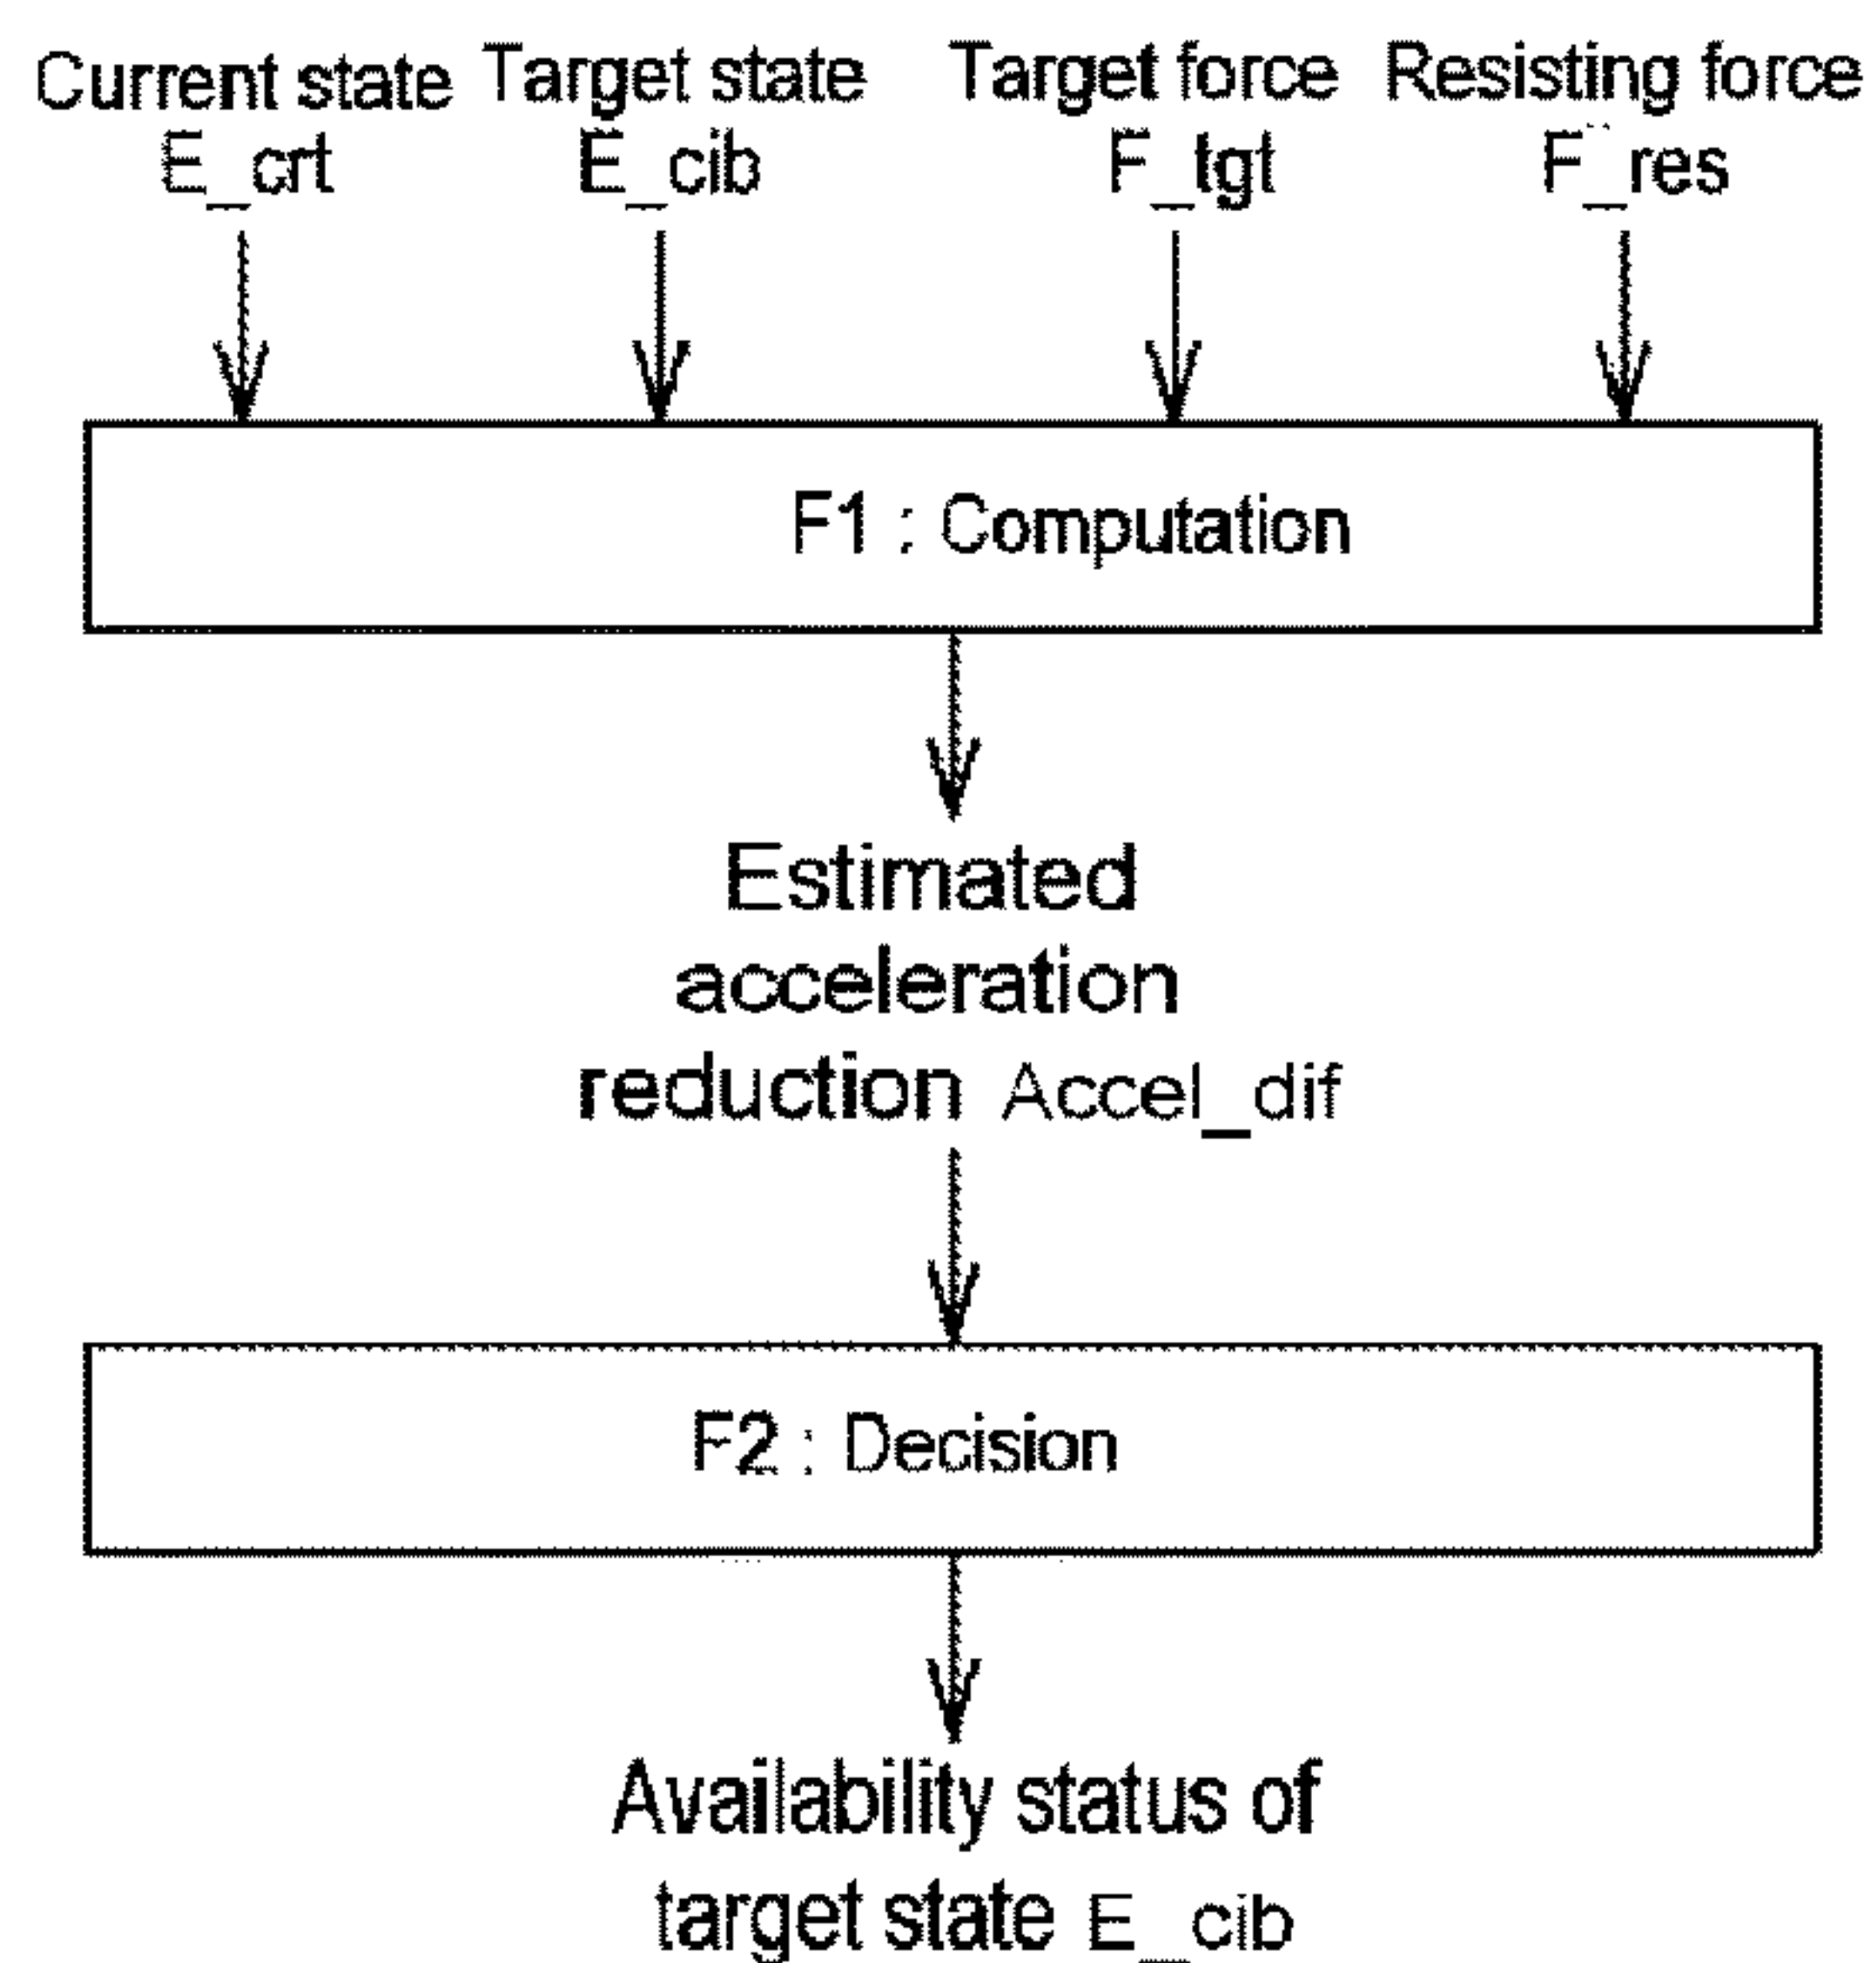 Current state Target state Target force Resisting force
E_crt E_cib F_tgt F_res
F1 : Computation
Estimated
acceleration
reduction Accel_dif
F2 : Decision
Availability status of
target state E_cib